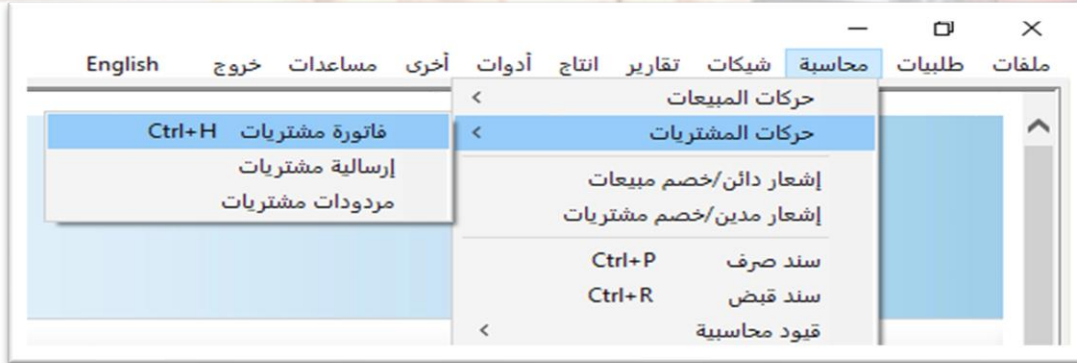 ملفات طلبيات محاسبة شيكات تقارير انتاج أدوات أخرى مساعدات خروج English
حركات المبيعات
حركات المشتريات
فاتورة مشتريات Ctrl+H
إرسالية مشتريات
مردودات مشتريات
إشعار دائن/خصم مبيعات
إشعار مدين/خصم مشتريات
سند صرف Ctrl+P
سند قبض Ctrl+R
قيود محاسبية